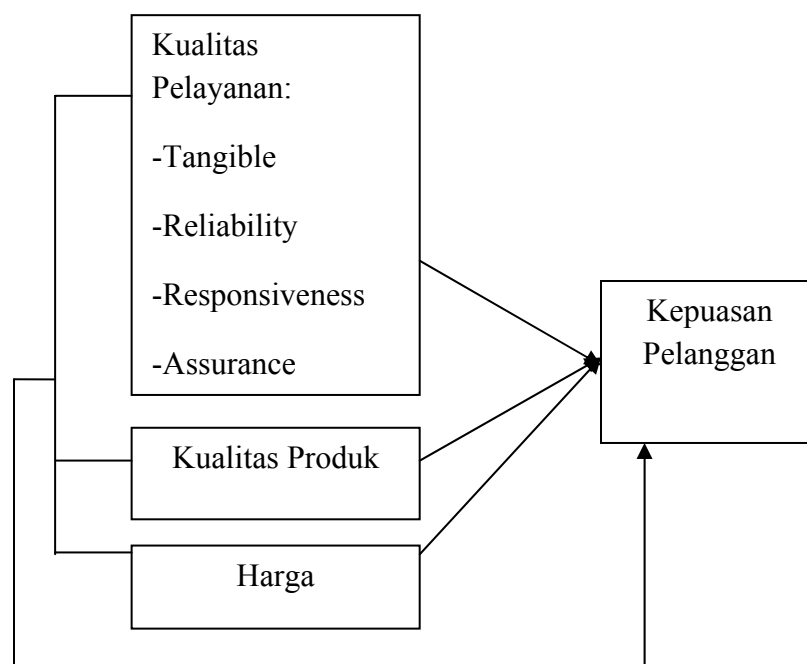 Kualitas
Pelayanan:
-Tangible
-Reliability
-Responsiveness
-Assurance
Kualitas Produk
Harga
Kepuasan
Pelanggan